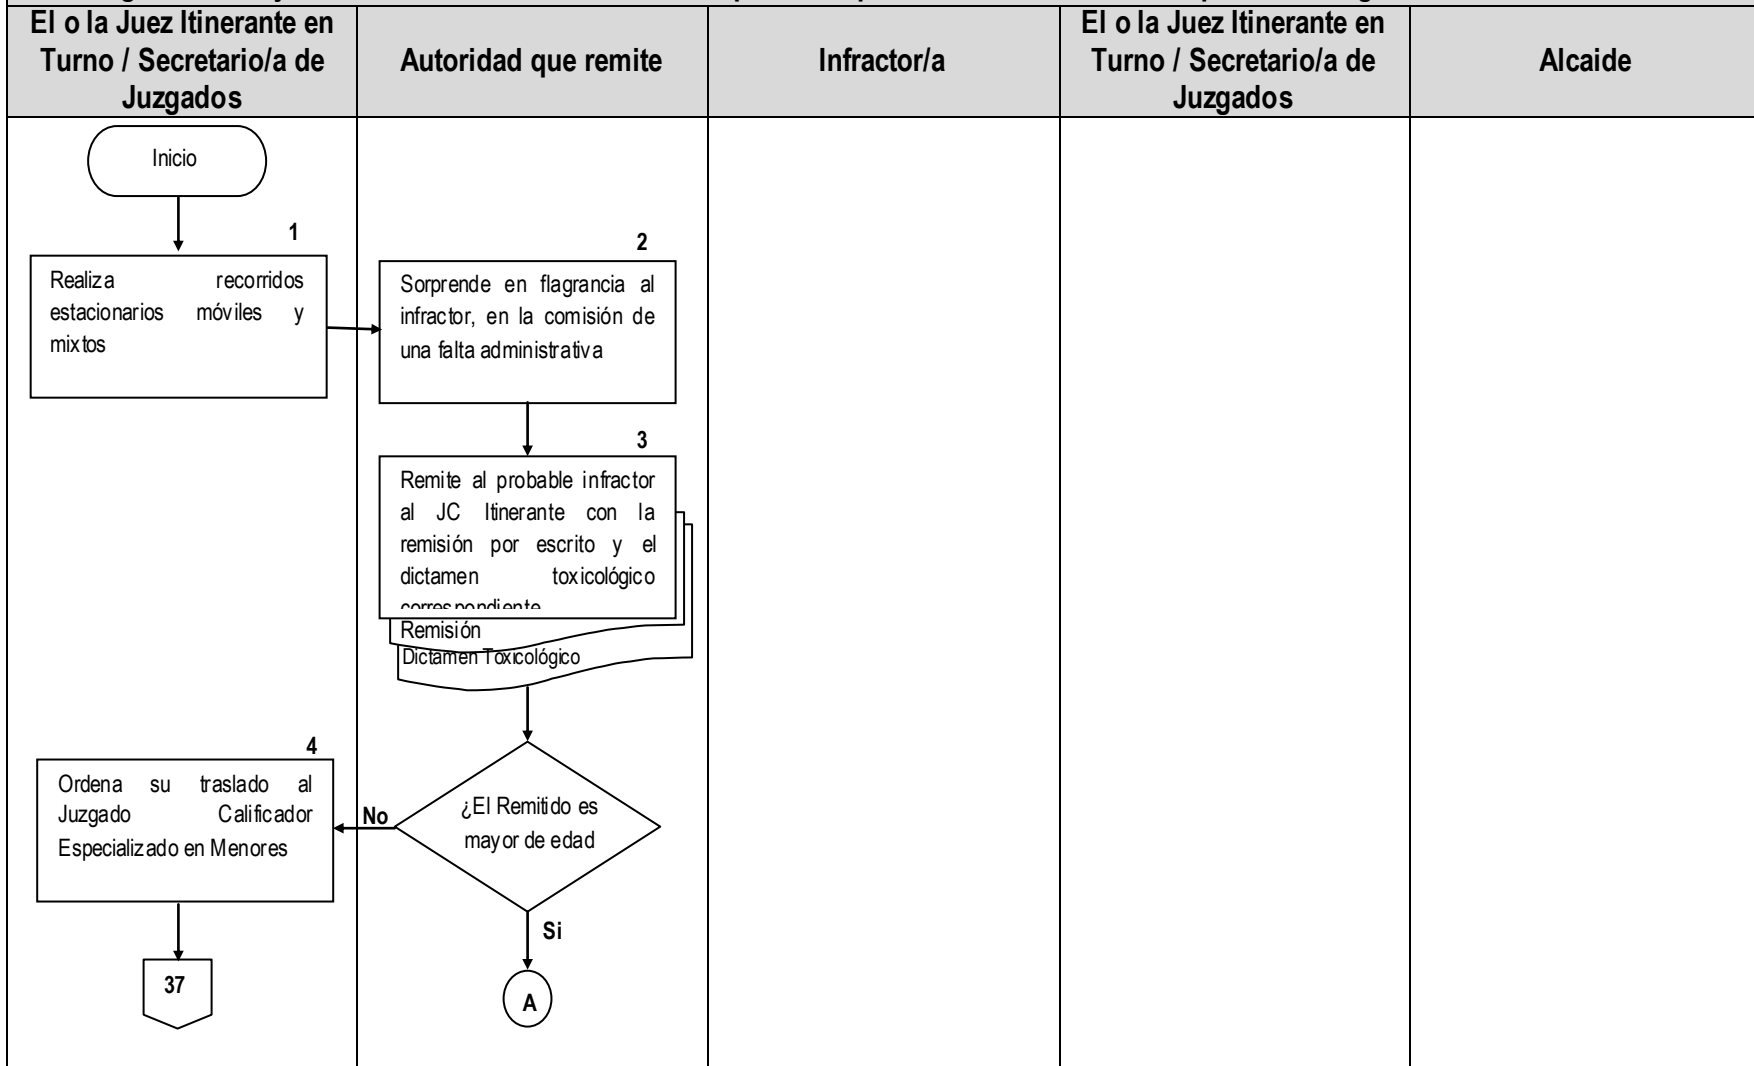 El o la Juez Itinerante en
Turno / Secretario/a de
Juzgados
Autoridad que remite
Infractor/a
El o la Juez Itinerante en
Turno / Secretario/a de
Juzgados
Alcaide
Inicio
1
Realiza recorridos
estacionarios móviles y
mixtos
2
Sorprende en flagrancia al
infractor, en la comisión de
una falta administrativa
3
Remite al probable infractor
al JC Itinerante con la
remisión por escrito y el
dictamen toxicológico
correspondiente
Remisión
Dictamen Toxicológico
4
Ordena su traslado al
Juzgado Calificador
Especializado en Menores
No
¿El Remitido es
mayor de edad
Si
37
A